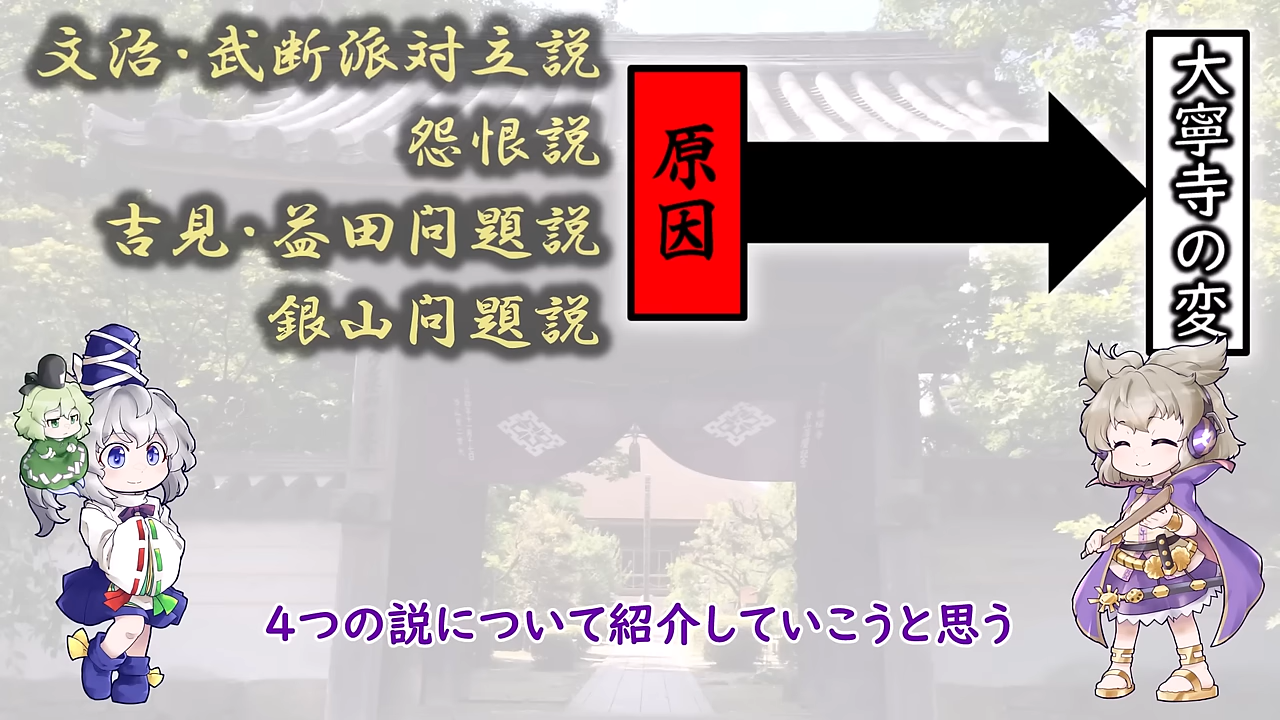 文治・武断派対立説
怨恨説
吉見・益田問題説
銀山問題説
原因
大寧寺の変
4つの説について紹介していこうと思う